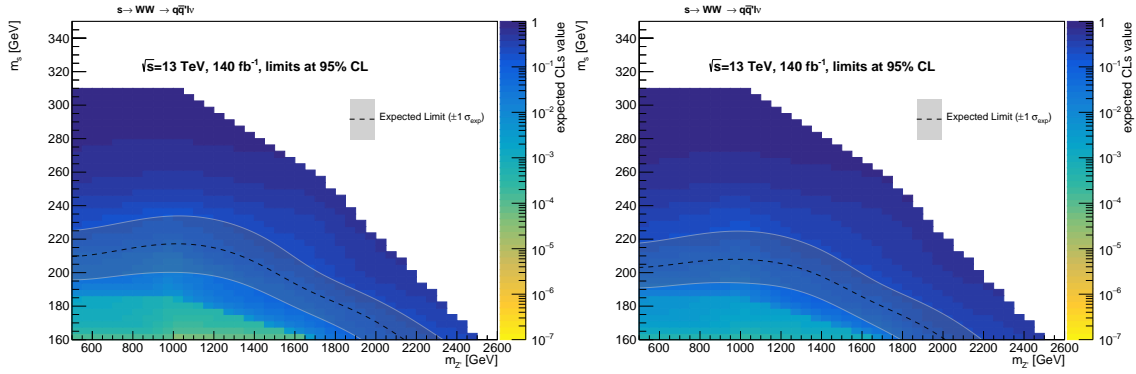 s→ WW → qq̅'lν
m_s [GeV]
340
320
300
280
260
240
220
200
180
160
√s=13 TeV, 140 fb⁻¹, limits at 95% CL
Expected Limit (±1 σ_exp)
600 800 1000 1200 1400 1600 1800 2000 2200 2400 2600
m_Z' [GeV]
1
10⁻¹
10⁻²
10⁻³
10⁻⁴
10⁻⁵
10⁻⁶
10⁻⁷
expected CLs value
s→ WW → qq̅'lν
m_s [GeV]
340
320
300
280
260
240
220
200
180
160
√s=13 TeV, 140 fb⁻¹, limits at 95% CL
Expected Limit (±1 σ_exp)
600 800 1000 1200 1400 1600 1800 2000 2200 2400 2600
m_Z' [GeV]
1
10⁻¹
10⁻²
10⁻³
10⁻⁴
10⁻⁵
10⁻⁶
10⁻⁷
expected CLs value